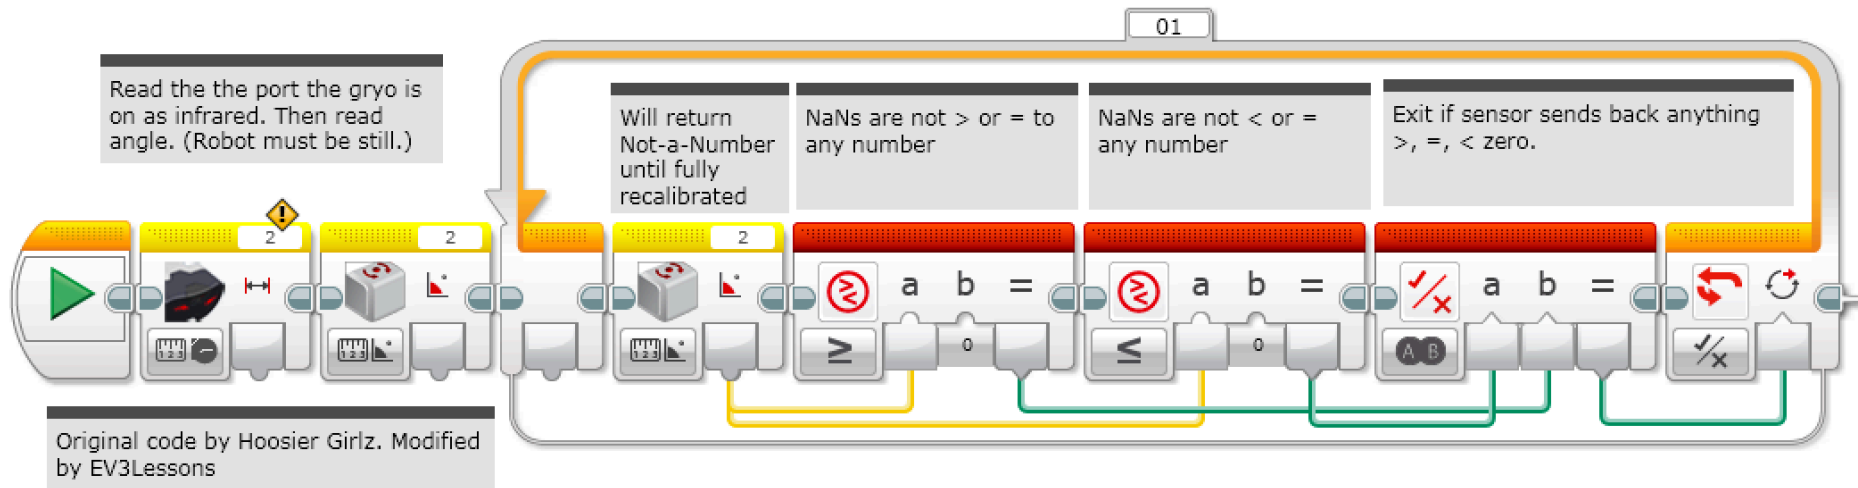 01
Read the the port the gryo is
on as infrared. Then read
angle. (Robot must be still.)
Will return
Not-a-Number
until fully
recalibrated
NaNs are not > or = to
any number
NaNs are not < or =
any number
Exit if sensor sends back anything
>, =, < zero.
2
2
2
a b =
a b =
a b =
123
123
123
≥
0
≤
0
A B
Original code by Hoosier Girlz. Modified
by EV3Lessons